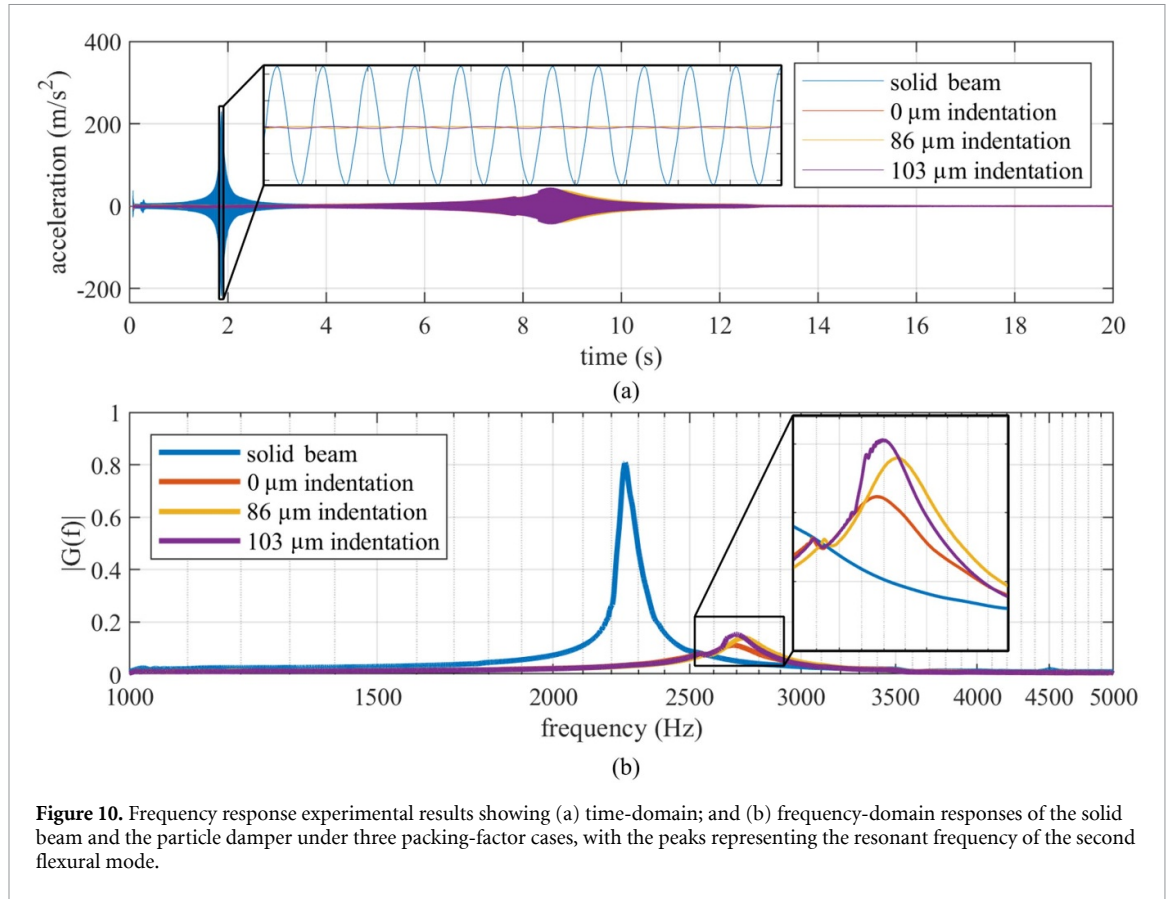 400
200
0
-200
acceleration (m/s²)
solid beam
0 µm indentation
86 µm indentation
103 µm indentation
0 2 4 6 8 10 12 14 16 18 20
time (s)
(a)
1
0.8
0.6
0.4
0.2
0
|G(f)|
solid beam
0 µm indentation
86 µm indentation
103 µm indentation
1000 1500 2000 2500 3000 3500 4000 4500 5000
frequency (Hz)
(b)
Figure 10. Frequency response experimental results showing (a) time-domain; and (b) frequency-domain responses of the solid
beam and the particle damper under three packing-factor cases, with the peaks representing the resonant frequency of the second
flexural mode.